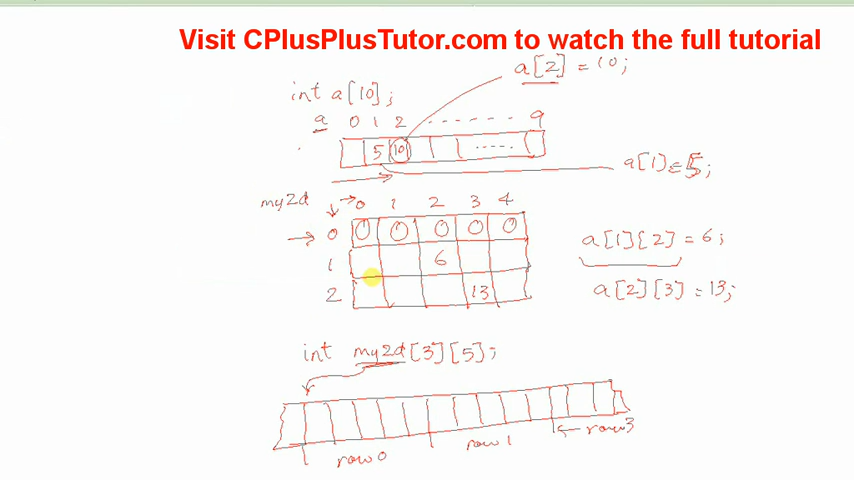 Visit CPlusPlusTutor.com to watch the full tutorial
a[2] = 10;
int a[10];
a 0 1 2 - - - - - - - 9
5 10 .....
a[1] = 5;
my2d 0 1 2 3 4
0 0 0 0 0 0
a[1][2] = 6;
1 6
2 13
a[2][3] = 13;
int my2d[3][5];
row 0 row 1 row 3